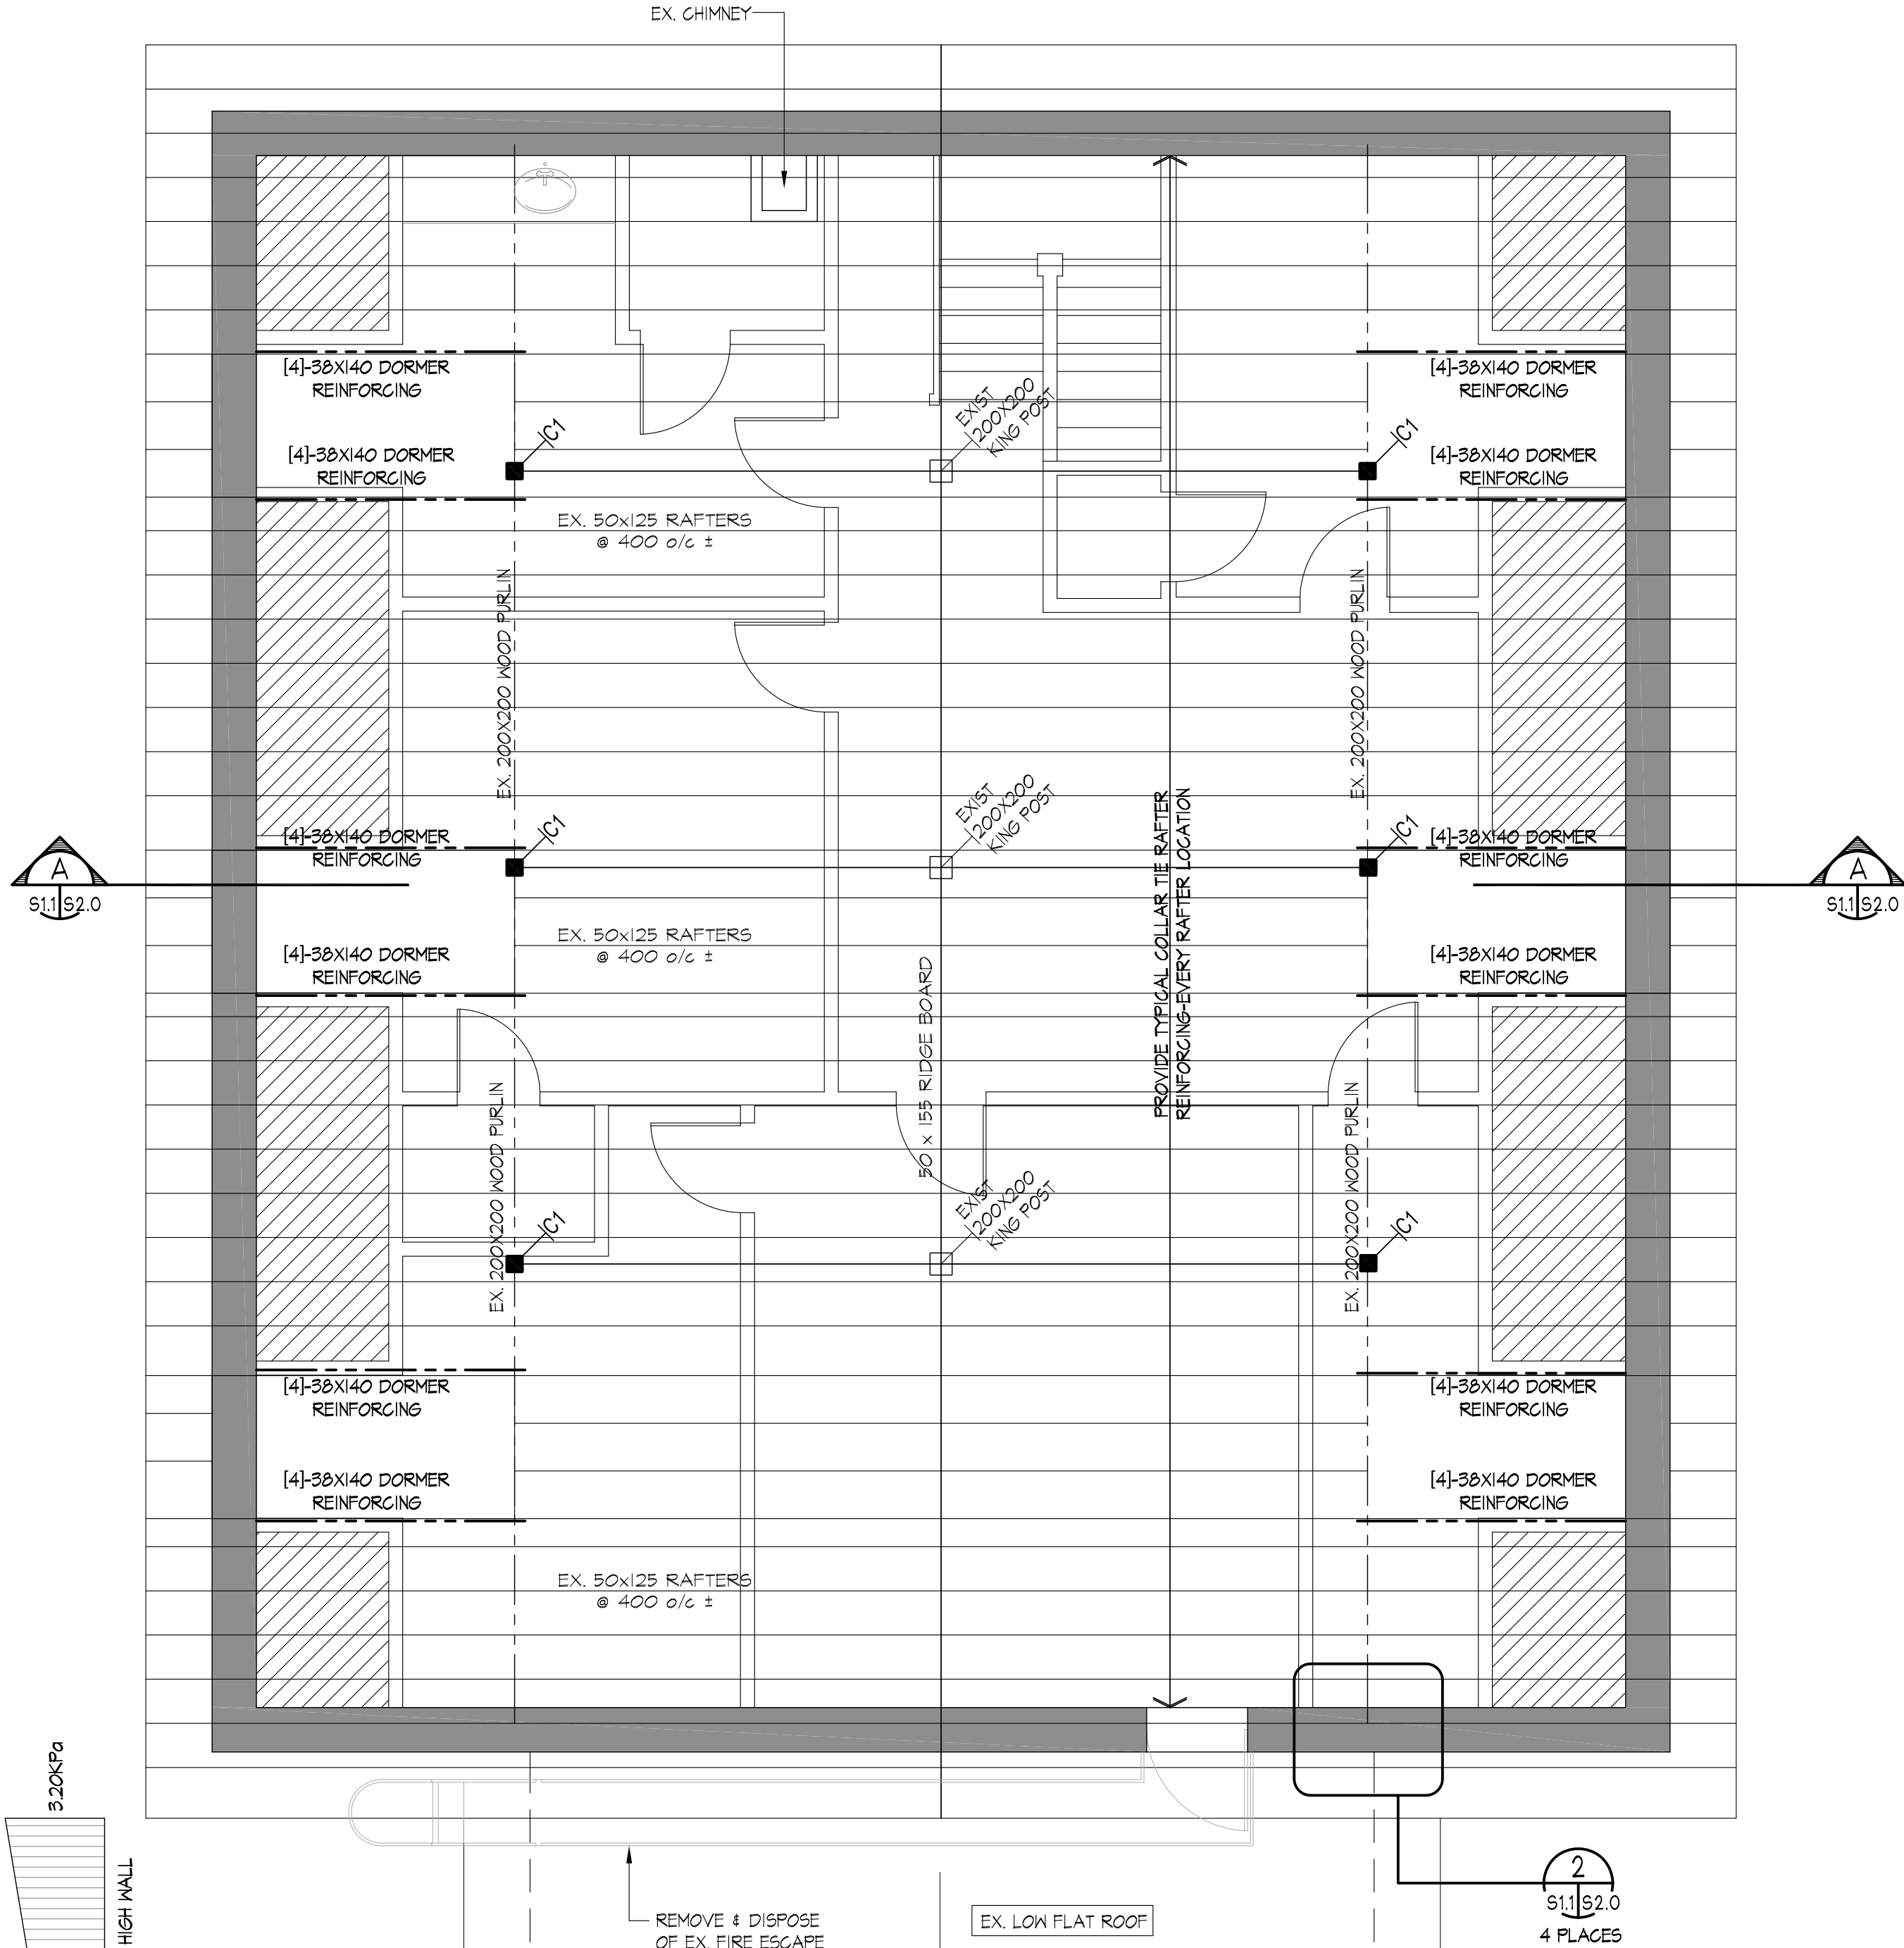 EX. CHIMNEY
[4]-38X140 DORMER
REINFORCING
[4]-38X140 DORMER
REINFORCING
EXIST
200X200
KING POST
C1
C1
[4]-38X140 DORMER
REINFORCING
[4]-38X140 DORMER
REINFORCING
EX. 50x125 RAFTERS
@ 400 o/c ±
EX. 200X200 WOOD PURLIN
EX. 200X200 WOOD PURLIN
EXIST
200X200
KING POST
PROVIDE TYPICAL COLLAR TIE RAFTER
REINFORCING-EVERY RAFTER LOCATION
[4]-38X140 DORMER
REINFORCING
C1
C1
[4]-38X140 DORMER
REINFORCING
A
S1.1 S2.0
A
S1.1 S2.0
[4]-38X140 DORMER
REINFORCING
EX. 50x125 RAFTERS
@ 400 o/c ±
50 x 155 RIDGE BOARD
[4]-38X140 DORMER
REINFORCING
EX. 200X200 WOOD PURLIN
EX. 200X200 WOOD PURLIN
EXIST
200X200
KING POST
C1
C1
[4]-38X140 DORMER
REINFORCING
[4]-38X140 DORMER
REINFORCING
[4]-38X140 DORMER
REINFORCING
[4]-38X140 DORMER
REINFORCING
EX. 50x125 RAFTERS
@ 400 o/c ±
3.20KPa
HIGH WALL
REMOVE & DISPOSE
OF EX. FIRE ESCAPE
EX. LOW FLAT ROOF
2
S1.1 S2.0
4 PLACES